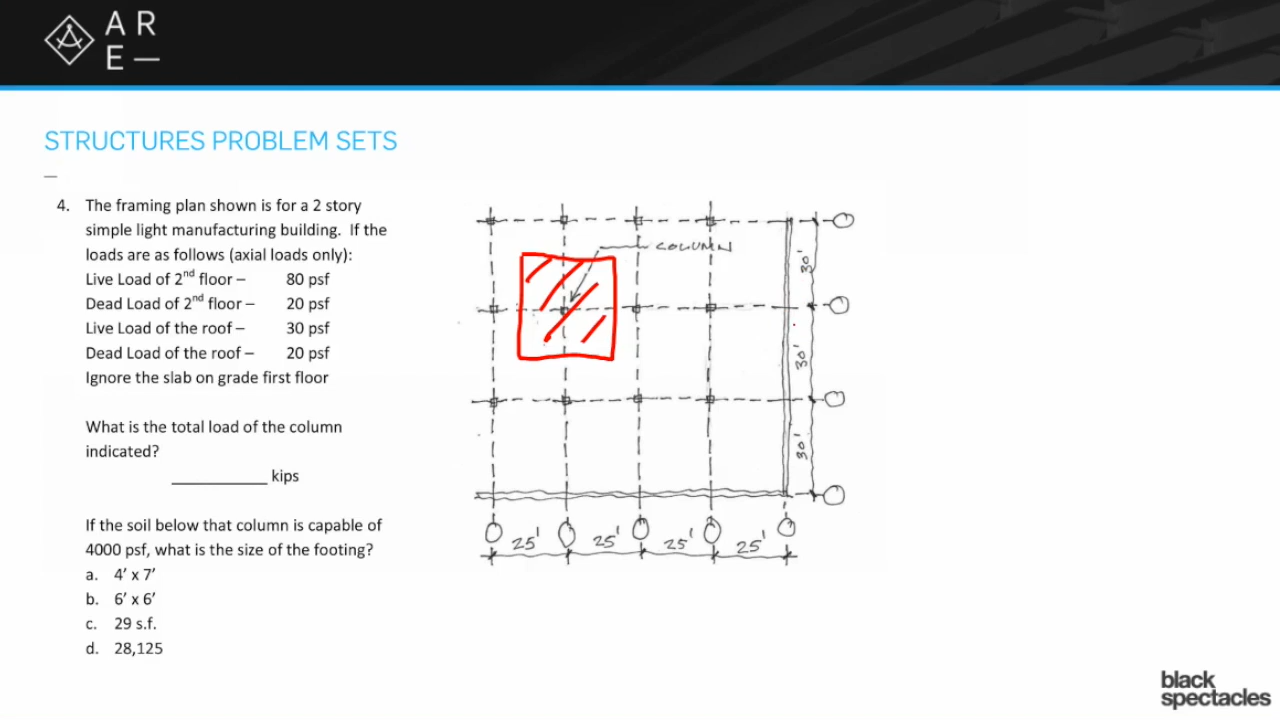 A R
E —
STRUCTURES PROBLEM SETS
4. The framing plan shown is for a 2 story
simple light manufacturing building. If the
loads are as follows (axial loads only):
Live Load of 2nd floor – 80 psf
Dead Load of 2nd floor – 20 psf
Live Load of the roof – 30 psf
Dead Load of the roof – 20 psf
Ignore the slab on grade first floor
What is the total load of the column
indicated?
__________ kips
If the soil below that column is capable of
4000 psf, what is the size of the footing?
a. 4' x 7'
b. 6' x 6'
c. 29 s.f.
d. 28,125
COLUMN
30'
30'
30'
25' 25' 25' 25'
black
spectacles